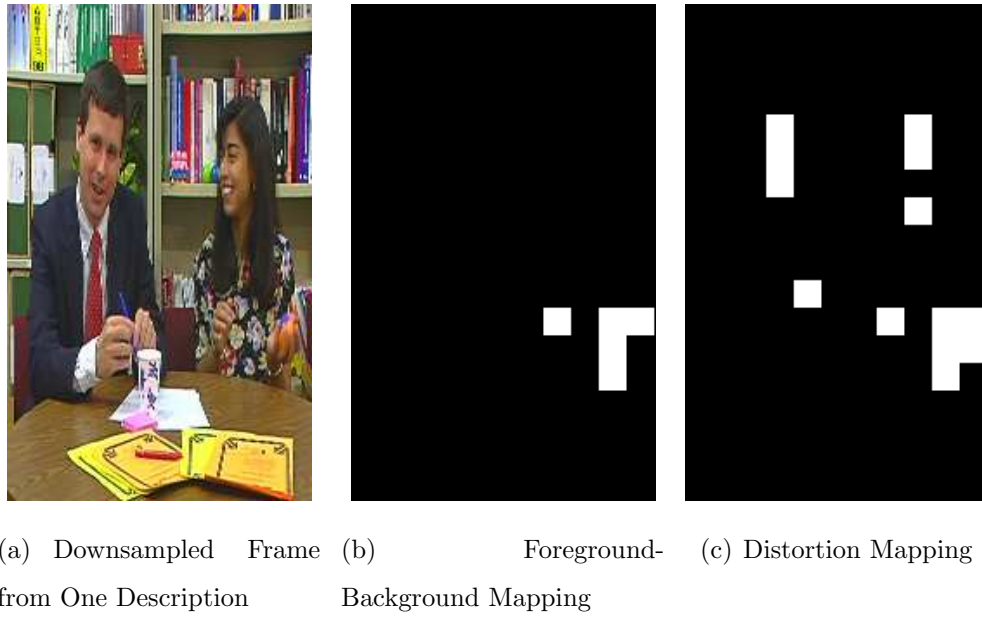 (a) Downsampled Frame
from One Description
(b) Foreground-
Background Mapping
(c) Distortion Mapping